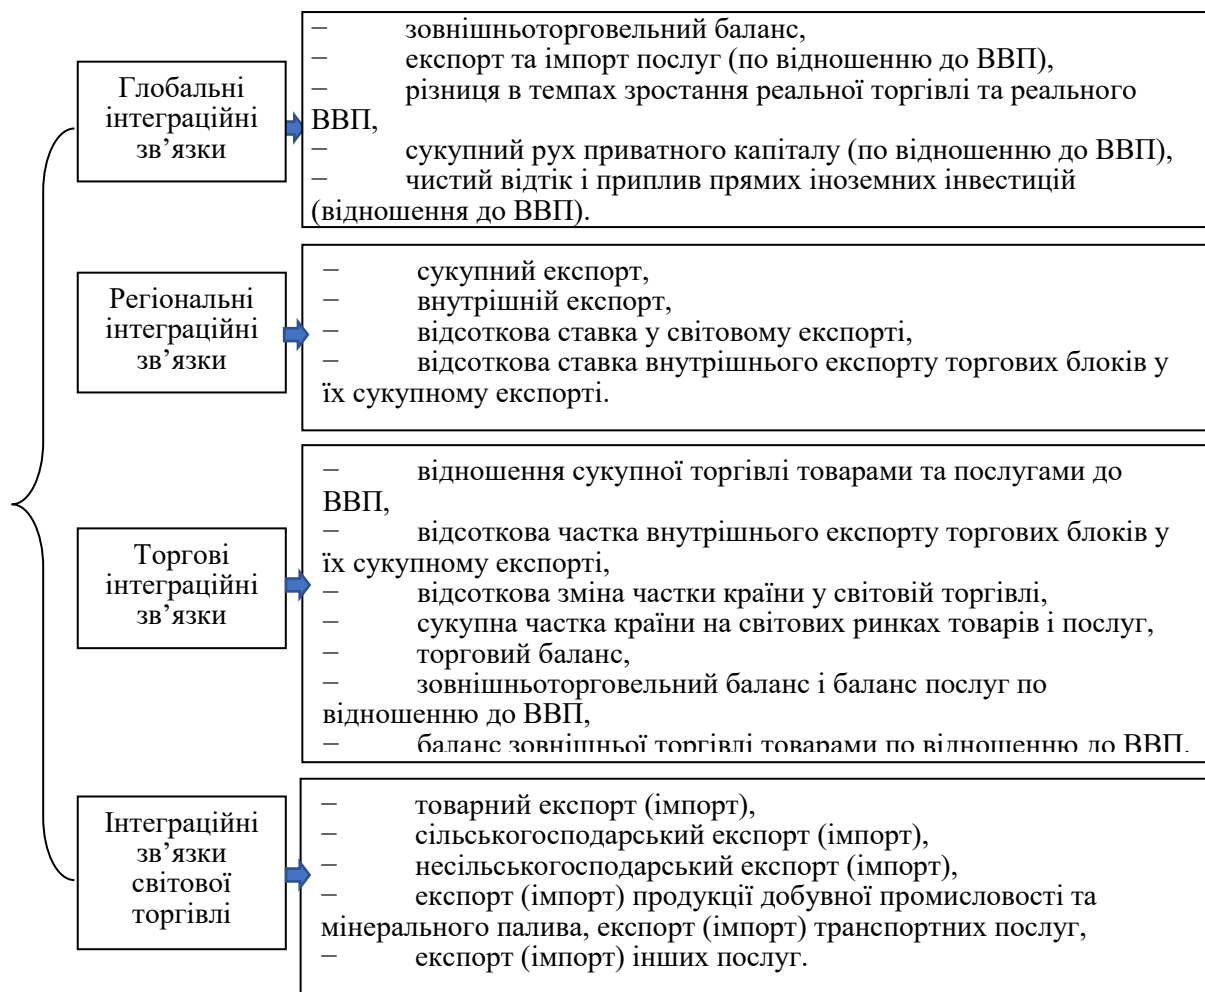 Глобальні
інтеграційні
зв’язки
– зовнішньоторговельний баланс,
– експорт та імпорт послуг (по відношенню до ВВП),
– різниця в темпах зростання реальної торгівлі та реального
ВВП,
– сукупний рух приватного капіталу (по відношенню до ВВП),
– чистий відтік і приплив прямих іноземних інвестицій
(відношення до ВВП).
Регіональні
інтеграційні
зв’язки
– сукупний експорт,
– внутрішній експорт,
– відсоткова ставка у світовому експорті,
– відсоткова ставка внутрішнього експорту торгових блоків у
їх сукупному експорті.
Торгові
інтеграційні
зв’язки
– відношення сукупної торгівлі товарами та послугами до
ВВП,
– відсоткова частка внутрішнього експорту торгових блоків у
їх сукупному експорті,
– відсоткова зміна частки країни у світовій торгівлі,
– сукупна частка країни на світових ринках товарів і послуг,
– торговий баланс,
– зовнішньоторговельний баланс і баланс послуг по
відношенню до ВВП,
– баланс зовнішньої торгівлі товарами по відношенню до ВВП.
Інтеграційні
зв’язки
світової
торгівлі
– товарний експорт (імпорт),
– сільськогосподарський експорт (імпорт),
– несільськогосподарський експорт (імпорт),
– експорт (імпорт) продукції добувної промисловості та
мінерального палива, експорт (імпорт) транспортних послуг,
– експорт (імпорт) інших послуг.